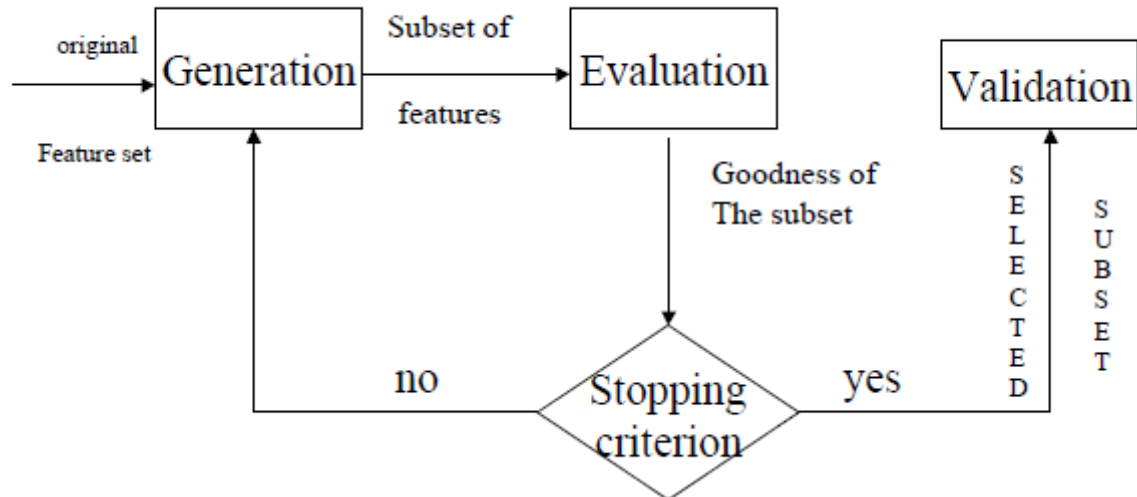 original
Feature set
Generation
Subset of
features
Evaluation
Goodness of
The subset
Stopping
criterion
no
yes
SELECTED
SUBSET
Validation